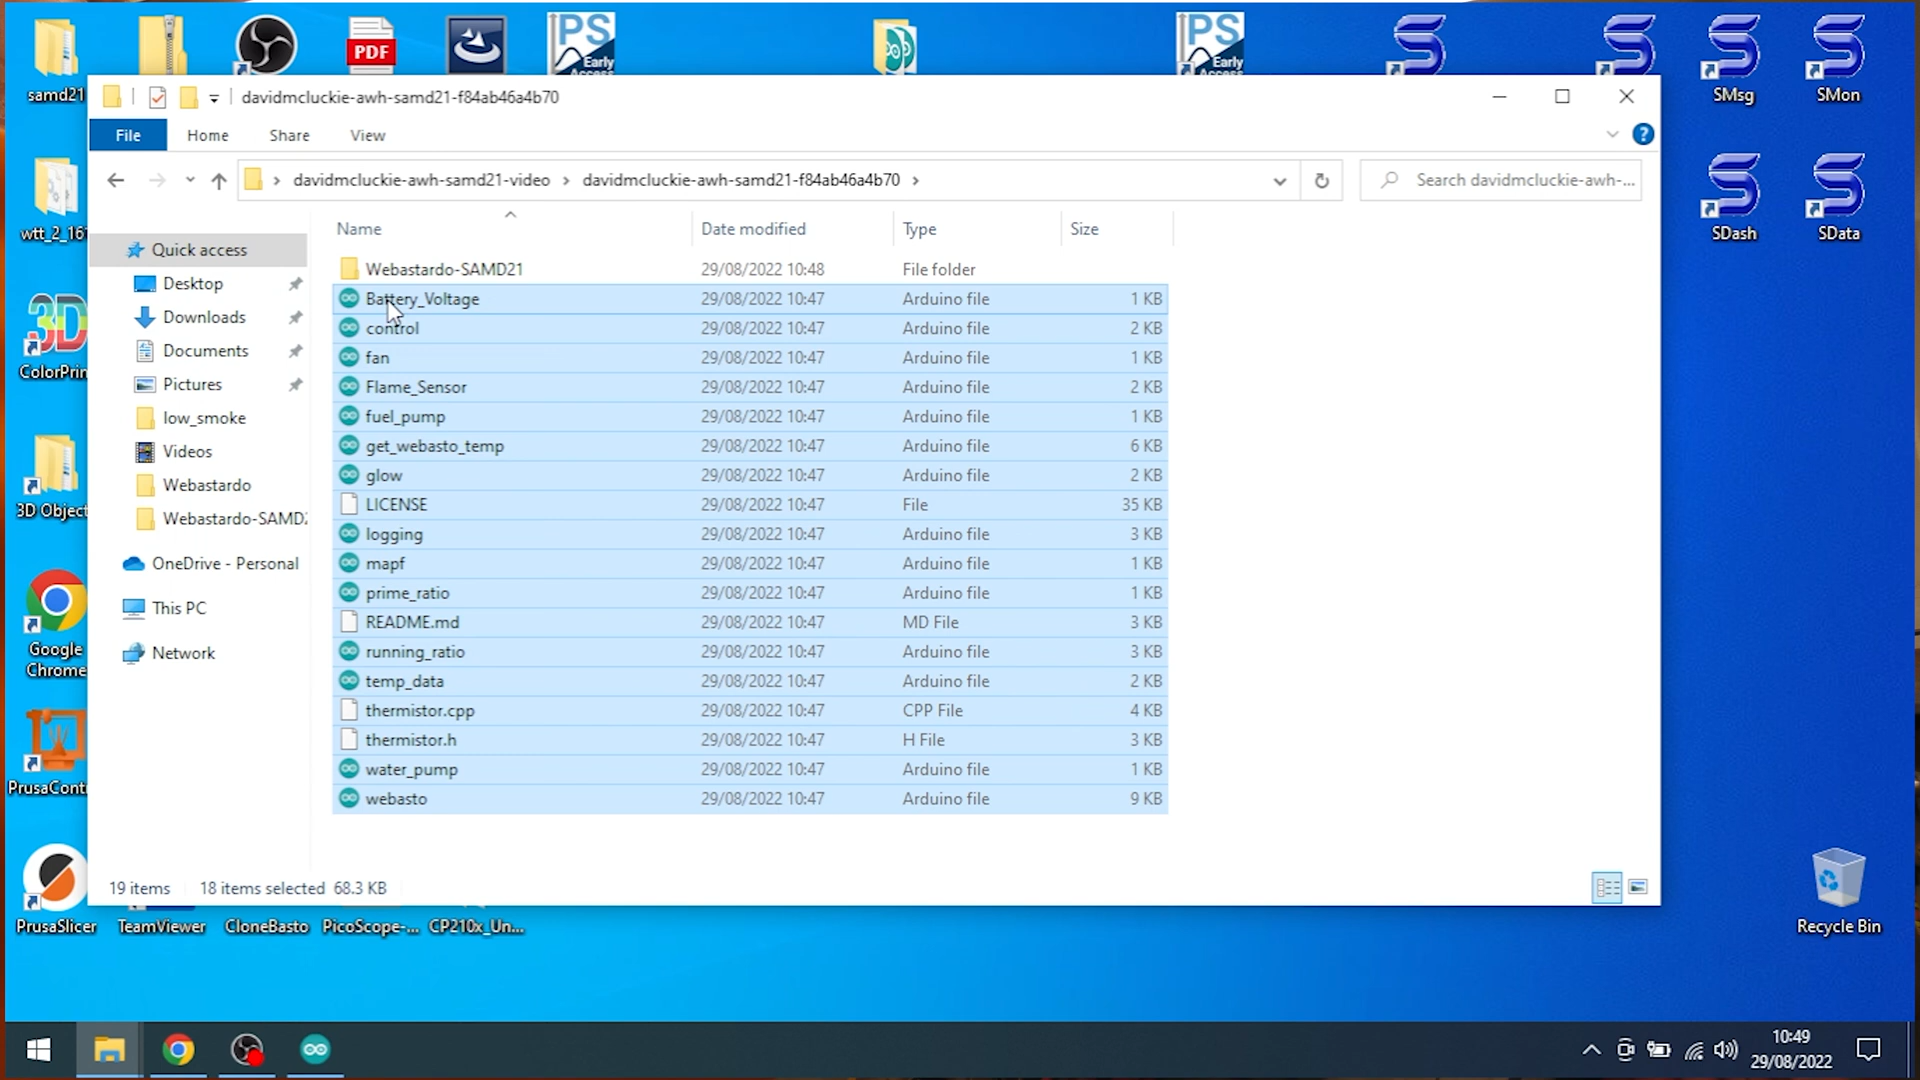 PDF
PS
Early
Access
PS
Early
Access
samd21
SMsg
SMon
davidmcluckie-awh-samd21-f84ab46a4b70
File
Home
Share
View
?
davidmcluckie-awh-samd21-video > davidmcluckie-awh-samd21-f84ab46a4b70 >
Search davidmcluckie-awh-...
wtt_2_16
SDash
SData
Name
Date modified
Type
Size
Quick access
Desktop
Downloads
Documents
Pictures
low_smoke
Videos
Webastardo
Webastardo-SAMD2
OneDrive - Personal
This PC
Network
Webastardo-SAMD21 29/08/2022 10:48 File folder
Battery_Voltage 29/08/2022 10:47 Arduino file 1 KB
control 29/08/2022 10:47 Arduino file 2 KB
fan 29/08/2022 10:47 Arduino file 1 KB
Flame_Sensor 29/08/2022 10:47 Arduino file 2 KB
fuel_pump 29/08/2022 10:47 Arduino file 1 KB
get_webasto_temp 29/08/2022 10:47 Arduino file 6 KB
glow 29/08/2022 10:47 Arduino file 2 KB
LICENSE 29/08/2022 10:47 File 35 KB
logging 29/08/2022 10:47 Arduino file 3 KB
mapf 29/08/2022 10:47 Arduino file 1 KB
prime_ratio 29/08/2022 10:47 Arduino file 1 KB
README.md 29/08/2022 10:47 MD File 3 KB
running_ratio 29/08/2022 10:47 Arduino file 3 KB
temp_data 29/08/2022 10:47 Arduino file 2 KB
thermistor.cpp 29/08/2022 10:47 CPP File 4 KB
thermistor.h 29/08/2022 10:47 H File 3 KB
water_pump 29/08/2022 10:47 Arduino file 1 KB
webasto 29/08/2022 10:47 Arduino file 9 KB
3D
ColorPrin
3D Object
Google
Chrome
PrusaConti
19 items
18 items selected 68.3 KB
PrusaSlicer
TeamViewer
CloneBasto
PicoScope-...
CP210x_Un...
Recycle Bin
10:49
29/08/2022